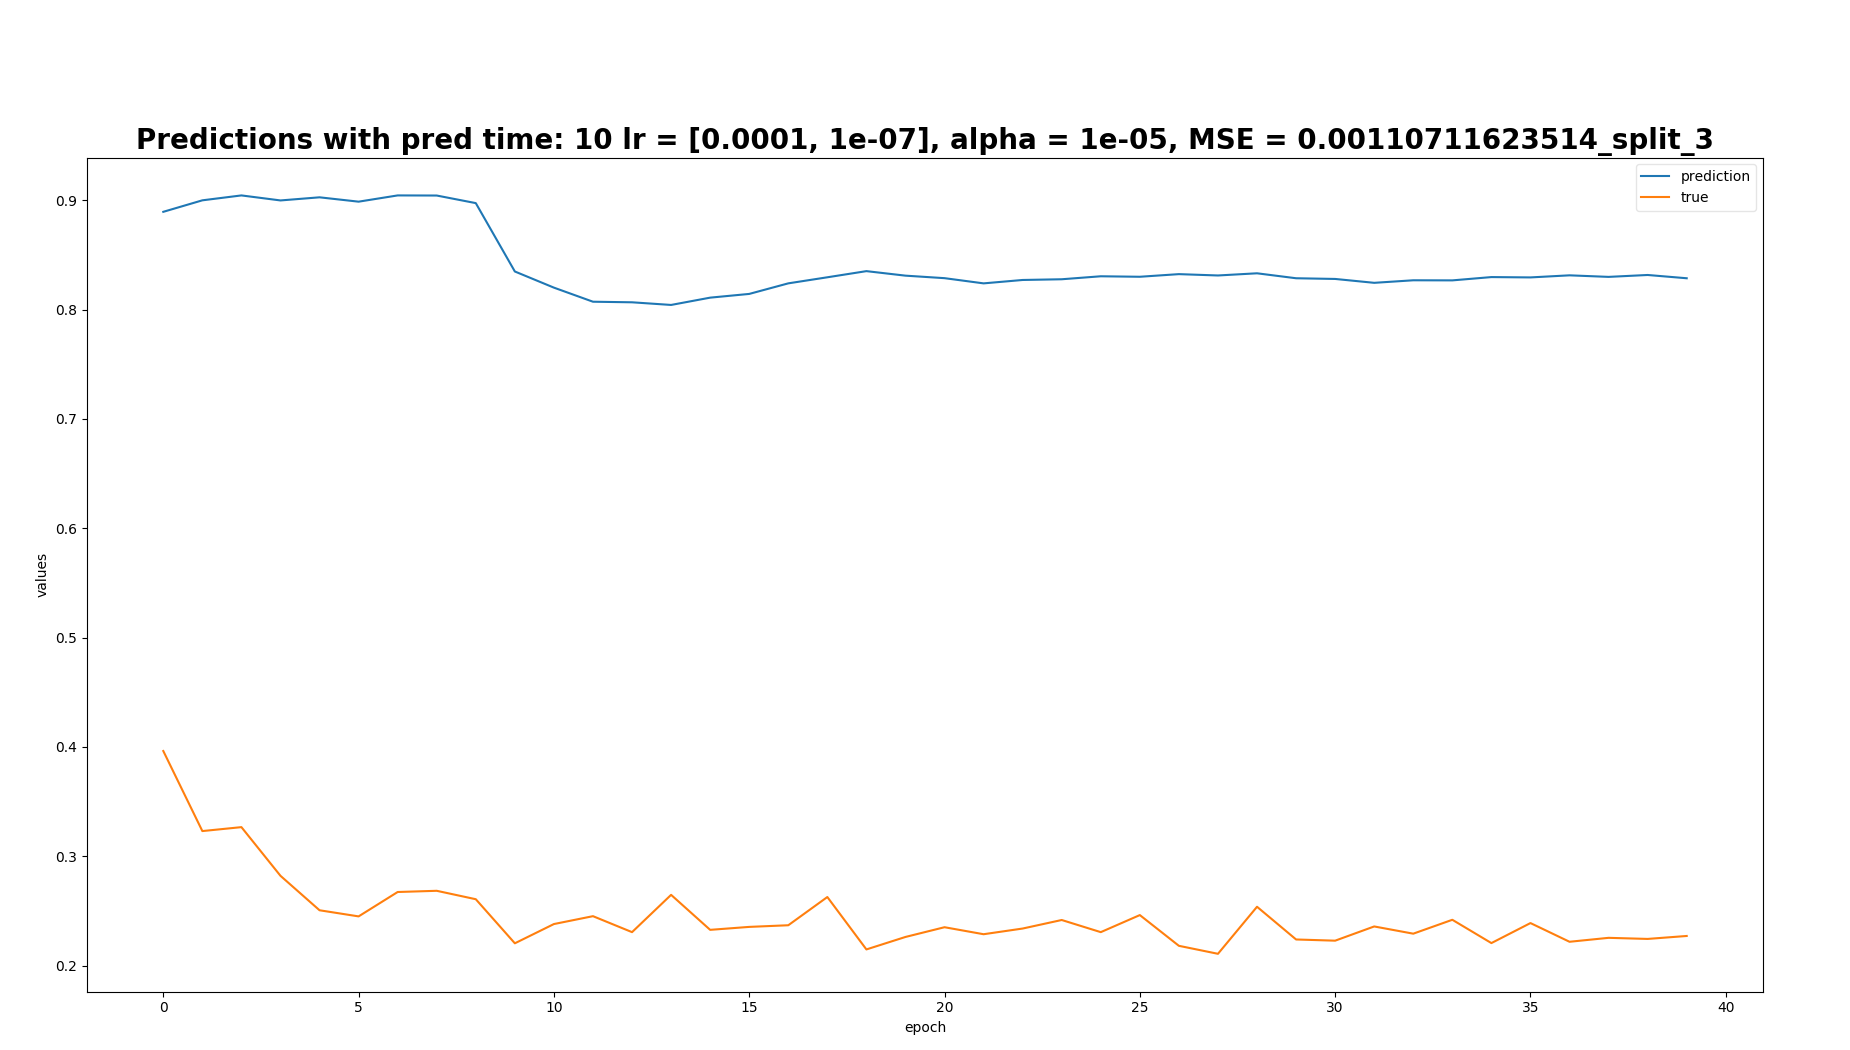 Predictions with pred time: 10 lr = [0.0001, 1e-07], alpha = 1e-05, MSE = 0.00110711623514_split_3
prediction
true
0.9
0.8
0.7
0.6
0.5
0.4
0.3
0.2
values
0 5 10 15 20 25 30 35 40
epoch